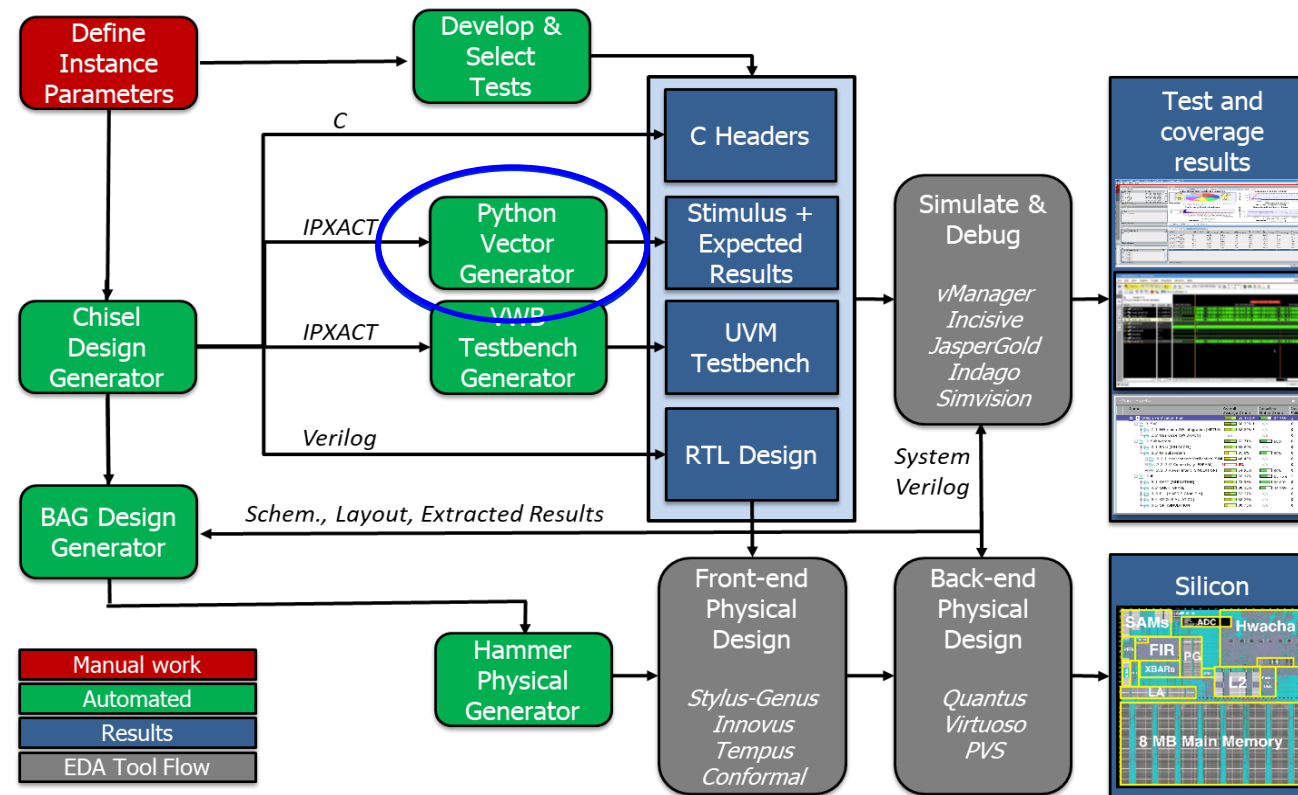 Define
Instance
Parameters
Develop &
Select
Tests
C
C Headers
IPXACT
Python
Vector
Generator
Stimulus +
Expected
Results
Chisel
Design
Generator
IPXACT
VWB
Testbench
Generator
UVM
Testbench
Verilog
RTL Design
Simulate &
Debug
vManager
Incisive
JasperGold
Indago
Simvision
Test and
coverage
results
System
Verilog
BAG Design
Generator
Schem., Layout, Extracted Results
Hammer
Physical
Generator
Front-end
Physical
Design
Stylus-Genus
Innovus
Tempus
Conformal
Back-end
Physical
Design
Quantus
Virtuoso
PVS
Silicon
SAMs
ADC
Hwacha
FIR
PG
XBARs
L2
LA
8 MB Main Memory
Manual work
Automated
Results
EDA Tool Flow